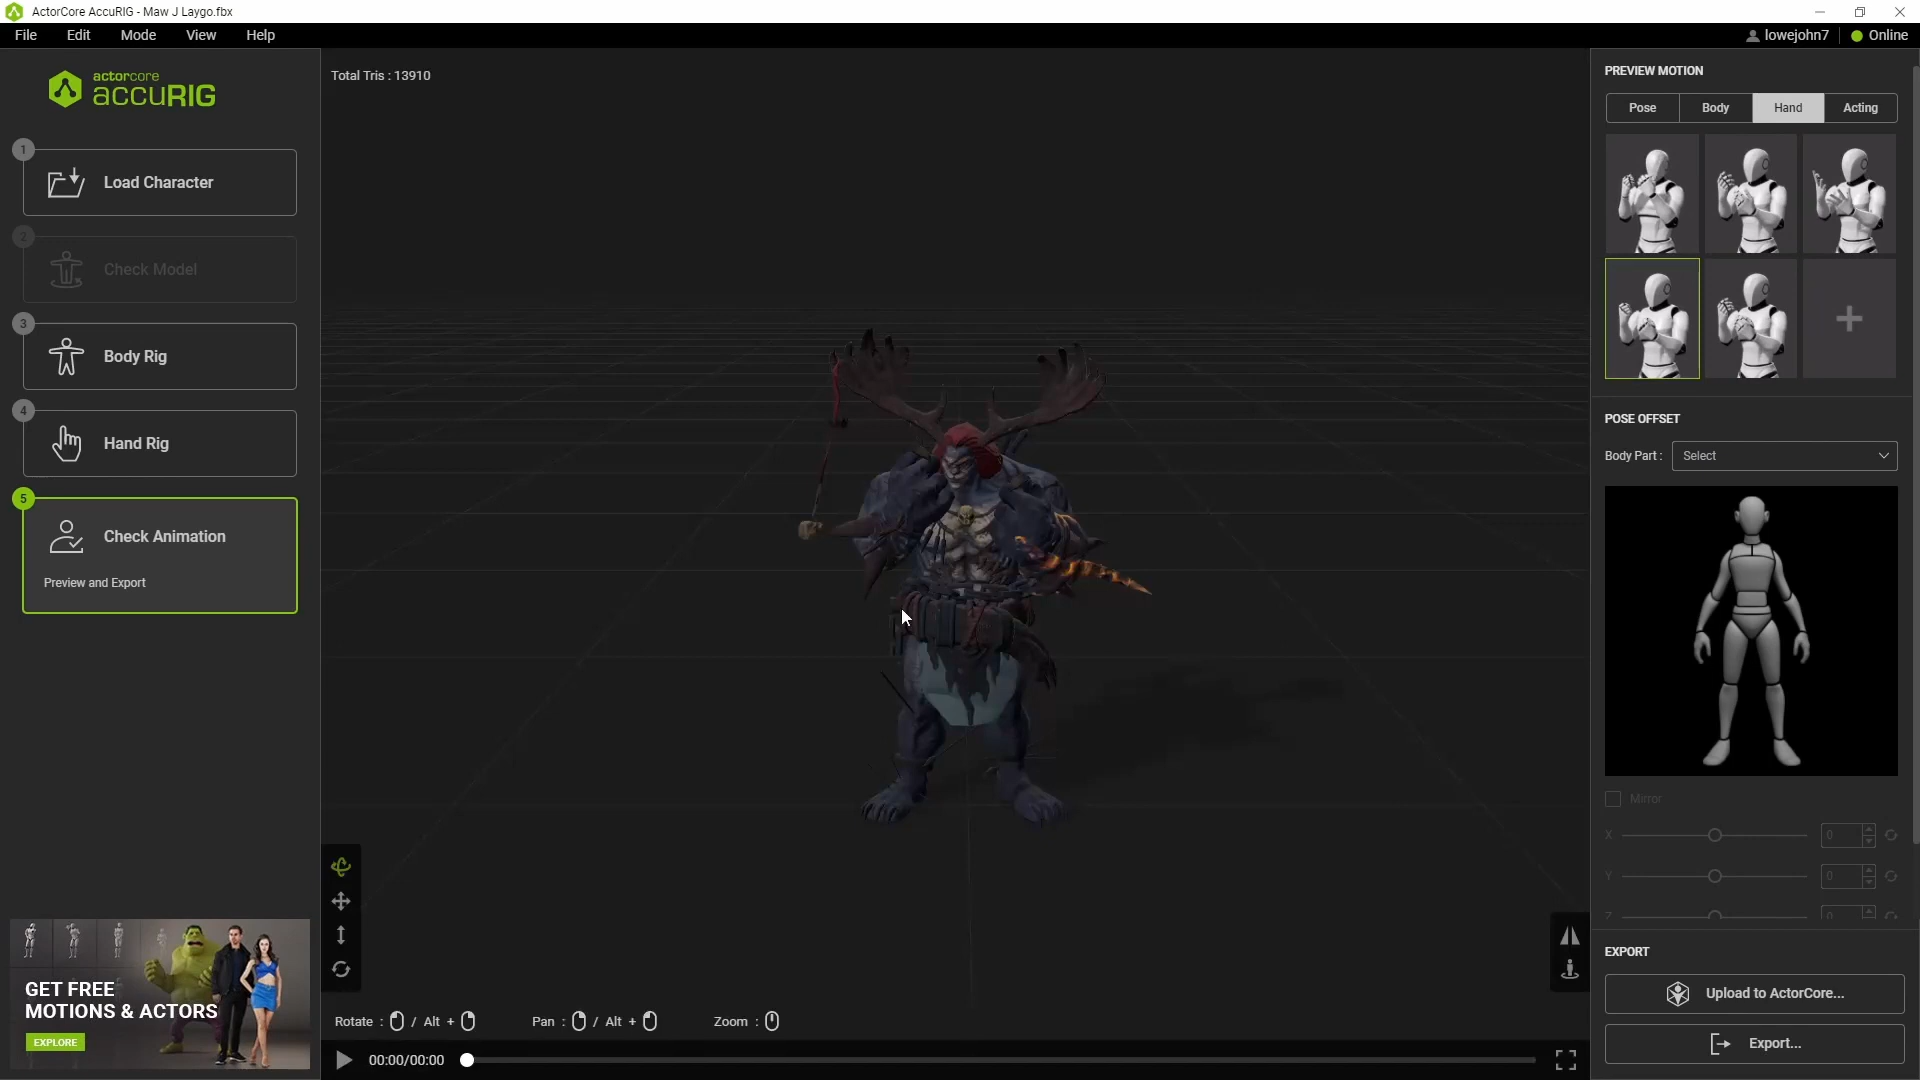 ActorCore AccuRIG - Maw J Laygo.fbx
File Edit Mode View Help
lowejohn7 Online
actorcore
accuRIG
1
Load Character
2
Check Model
3
Body Rig
4
Hand Rig
5
Check Animation
Preview and Export
GET FREE
MOTIONS & ACTORS
EXPLORE
Total Tris : 13910
Rotate : / Alt + Pan : / Alt + Zoom :
00:00/00:00
PREVIEW MOTION
Pose Body Hand Acting
POSE OFFSET
Body Part : Select
Mirror
X 0
Y 0
Z 0
EXPORT
Upload to ActorCore...
Export...